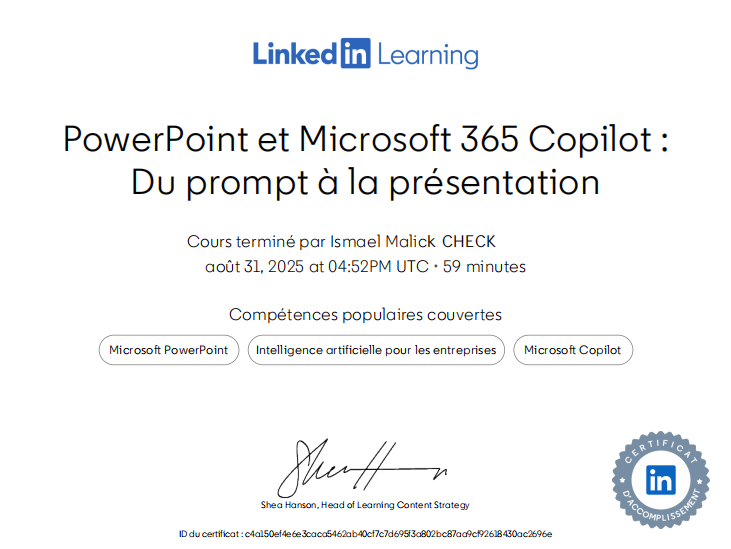 LinkedIn Learning
PowerPoint et Microsoft 365 Copilot :
Du prompt à la présentation
Cours terminé par Ismael Malick CHECK
août 31, 2025 at 04:52PM UTC • 59 minutes
Compétences populaires couvertes
Microsoft PowerPoint
Intelligence artificielle pour les entreprises
Microsoft Copilot
Shea Hanson, Head of Learning Content Strategy
CERTIFICAT
in
D'ACCOMPLISSEMENT
ID du certificat : c4a150ef4e6e3caca5462ab40cf7c7d695f3a802bc87aa9cf92618430ac2696e